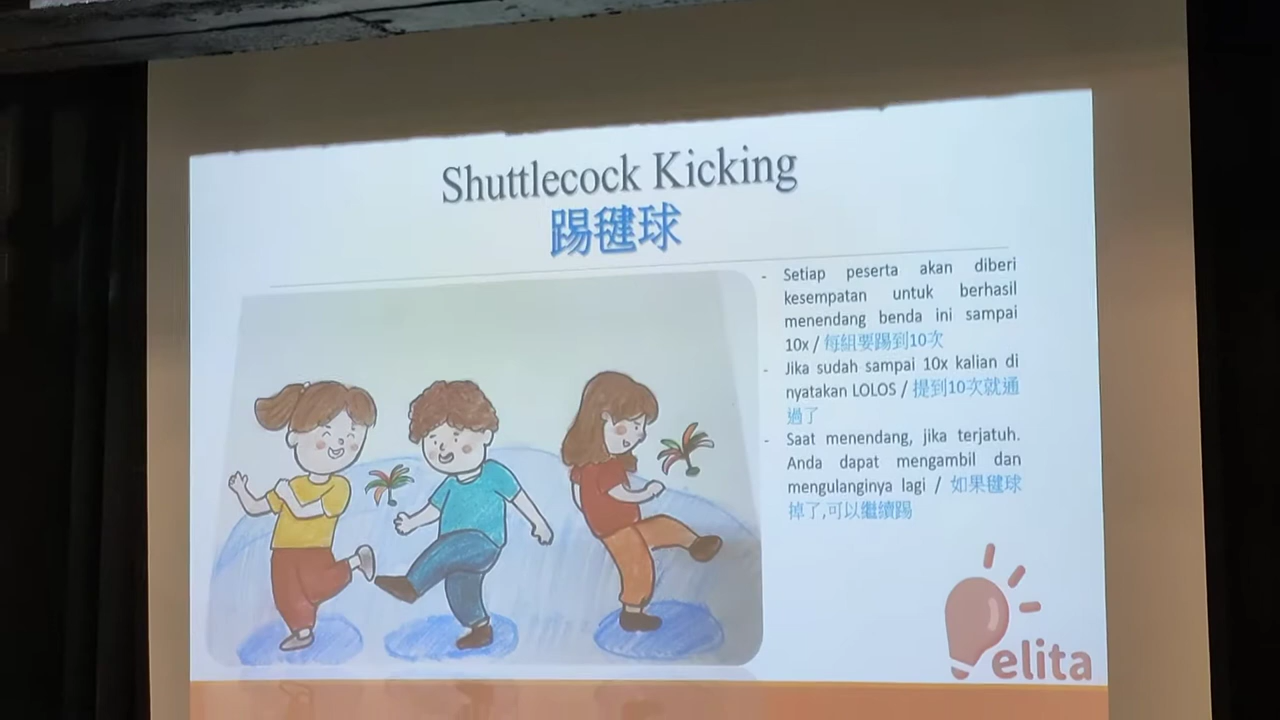 Shuttlecock Kicking
踢毽球
- Setiap peserta akan diberi
kesempatan untuk berhasil
menendang benda ini sampai
10x / 每組要踢到10次
- Jika sudah sampai 10x kalian di
nyatakan LOLOS / 提到10次就通
過了
- Saat menendang, jika terjatuh.
Anda dapat mengambil dan
mengulanginya lagi / 如果毽球
掉了,可以繼續踢
elita